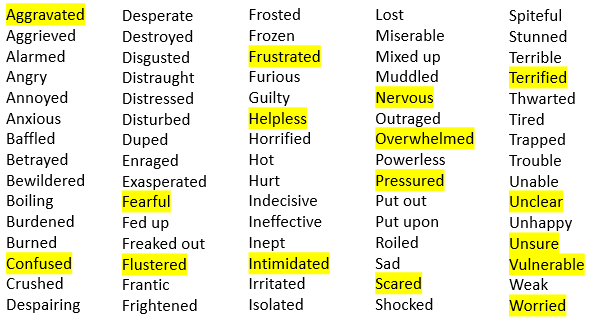 Aggravated Desperate Frosted Lost Spiteful
Aggrieved Destroyed Frozen Miserable Stunned
Alarmed Disgusted Frustrated Mixed up Terrible
Angry Distraught Furious Muddled Terrified
Annoyed Distressed Guilty Nervous Thwarted
Anxious Disturbed Helpless Outraged Tired
Baffled Duped Horrified Overwhelmed Trapped
Betrayed Enraged Hot Powerless Trouble
Bewildered Exasperated Hurt Pressured Unable
Boiling Fearful Indecisive Put out Unclear
Burdened Fed up Ineffective Put upon Unhappy
Burned Freaked out Inept Roiled Unsure
Confused Flustered Intimidated Sad Vulnerable
Crushed Frantic Irritated Scared Weak
Despairing Frightened Isolated Shocked Worried